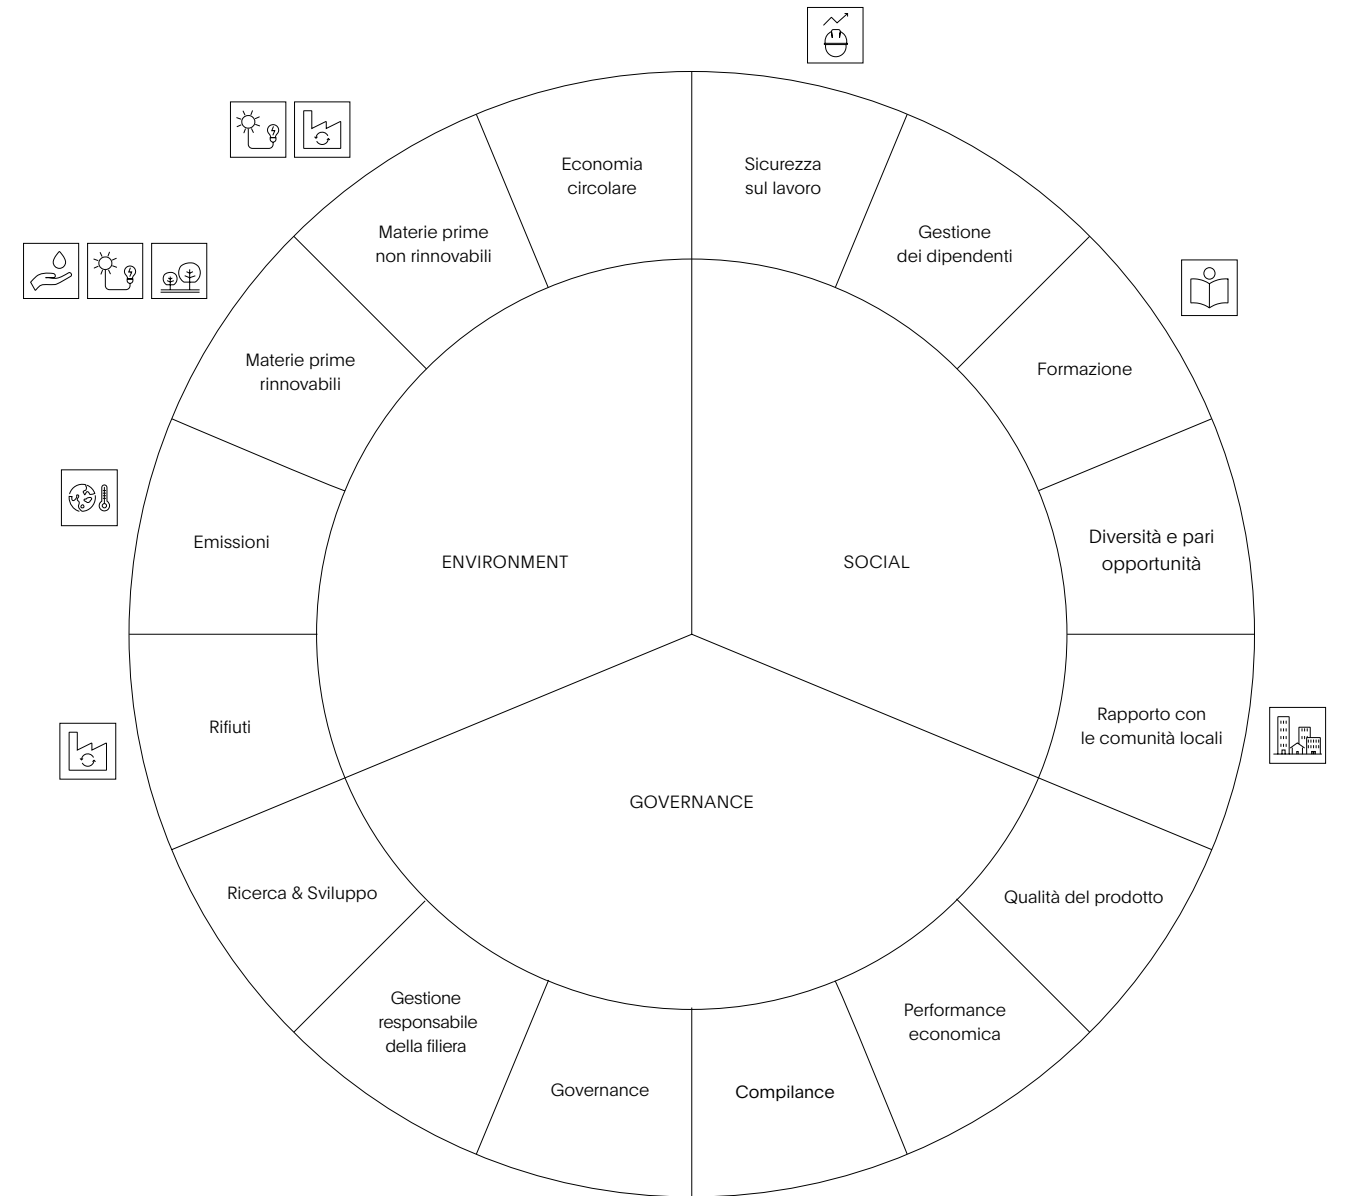 Economia
circolare
Sicurezza
sul lavoro
Materie prime
non rinnovabili
Gestione
dei dipendenti
Materie prime
rinnovabili
Formazione
Emissioni
Diversità e pari
opportunità
ENVIRONMENT
SOCIAL
Rifiuti
Rapporto con
le comunità locali
GOVERNANCE
Ricerca & Sviluppo
Qualità del prodotto
Gestione
responsabile
della filiera
Performance
economica
Governance
Compilance